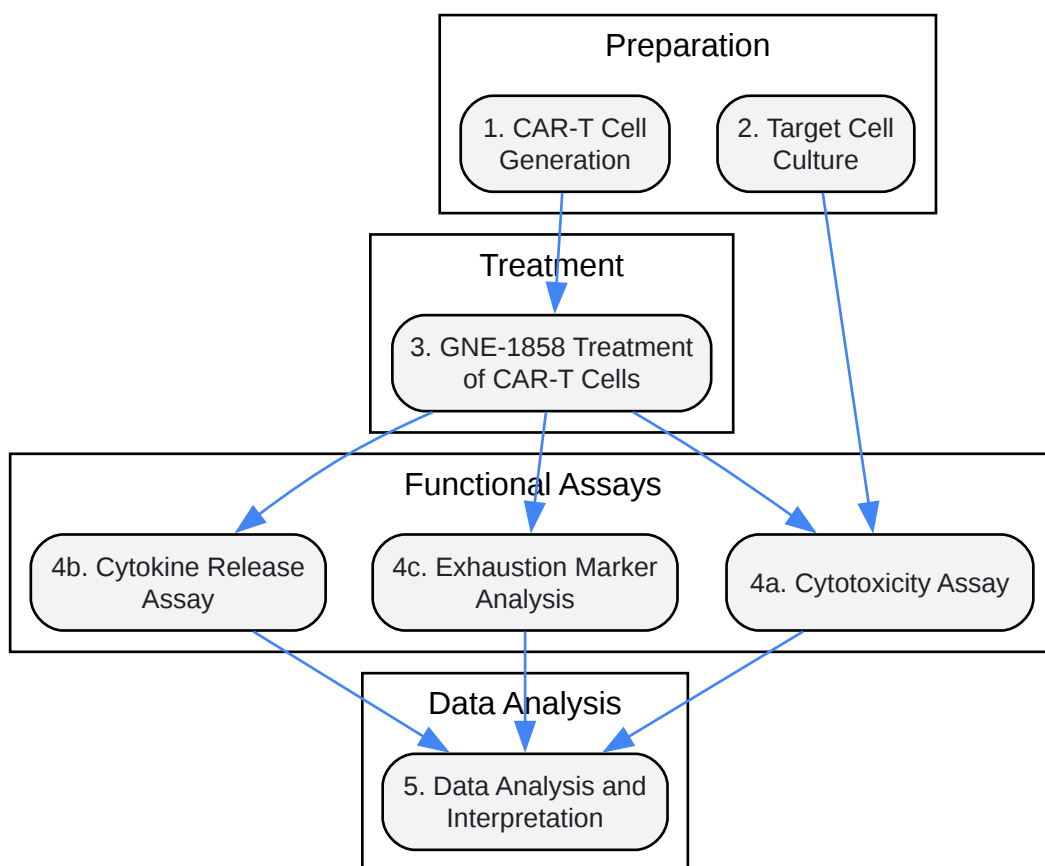 Preparation
1. CAR-T Cell
Generation
2. Target Cell
Culture
Treatment
3. GNE-1858 Treatment
of CAR-T Cells
Functional Assays
4b. Cytokine Release
Assay
4c. Exhaustion Marker
Analysis
4a. Cytotoxicity Assay
Data Analysis
5. Data Analysis and
Interpretation